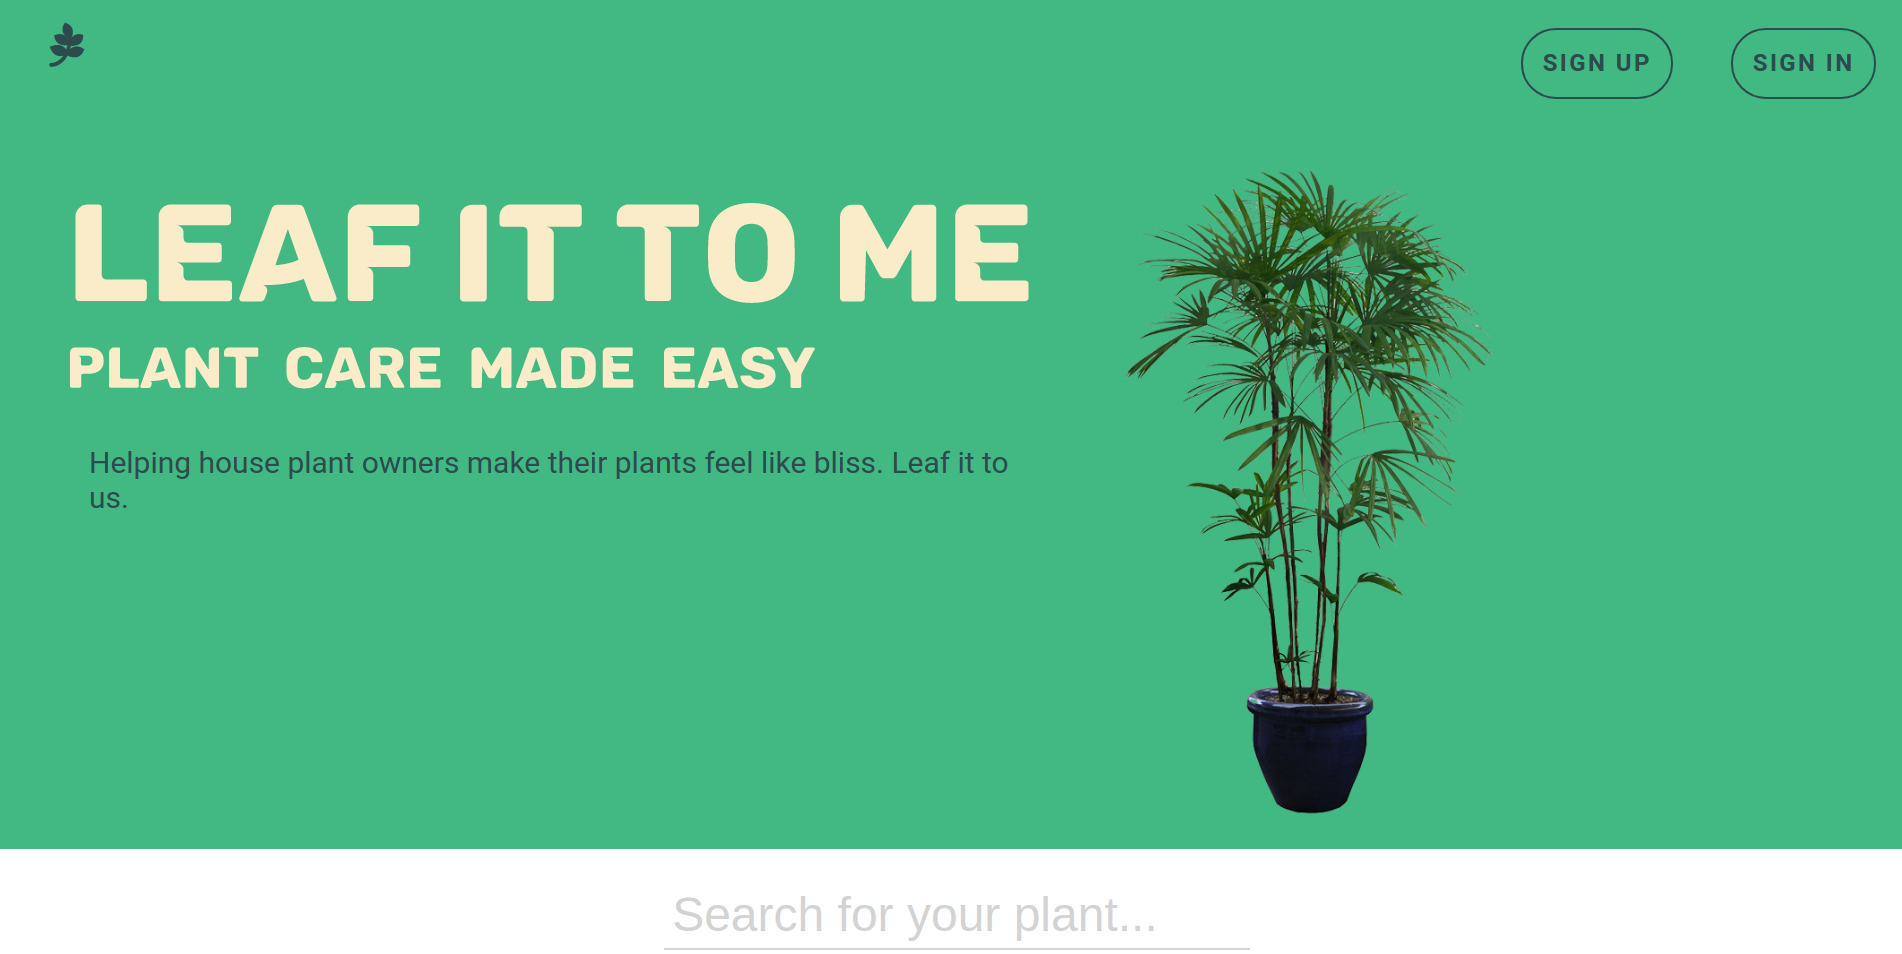 SIGN UP
SIGN IN
LEAF IT TO ME
PLANT CARE MADE EASY
Helping house plant owners make their plants feel like bliss. Leaf it to
us.
Search for your plant...